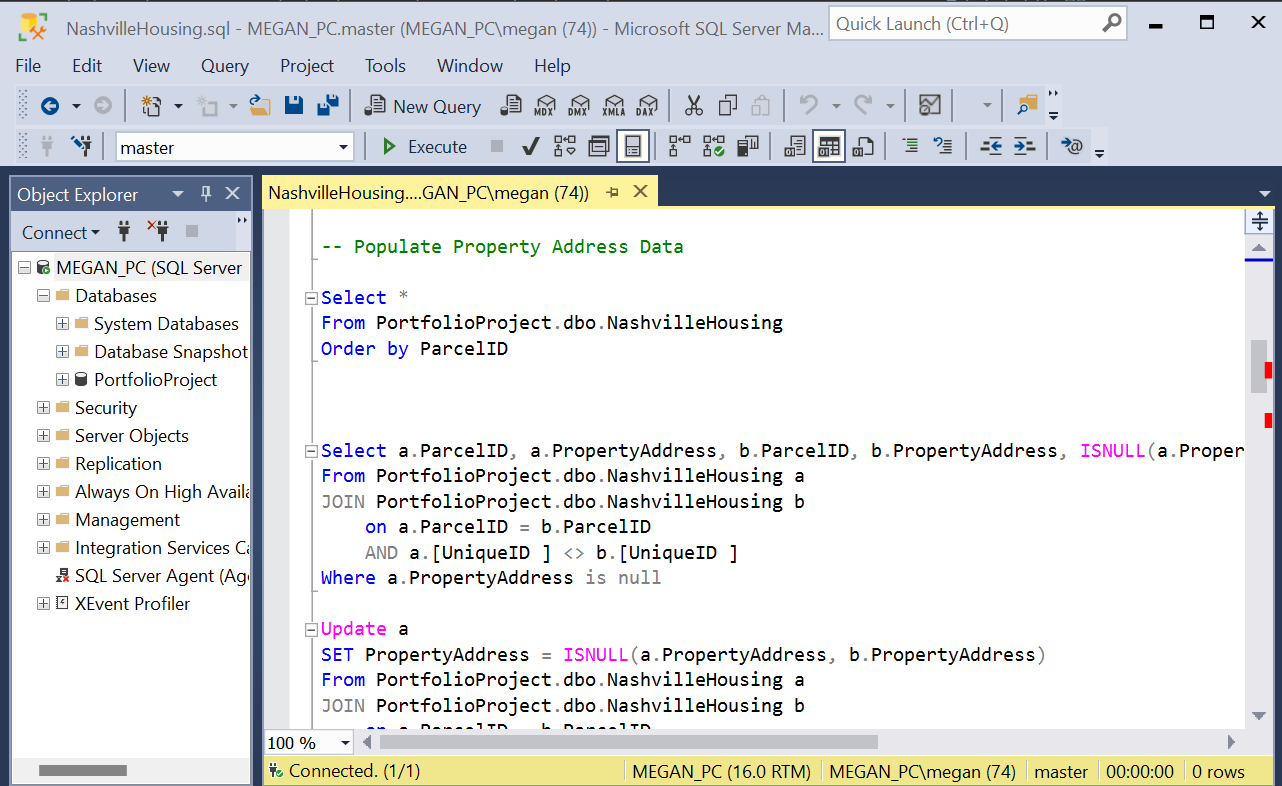 NashvilleHousing.sql - MEGAN_PC.master (MEGAN_PC\megan (74)) - Microsoft SQL Server Ma...
Quick Launch (Ctrl+Q)
File Edit View Query Project Tools Window Help
New Query
MDX DMX XMLA DAX
master
Execute
Object Explorer
Connect
MEGAN_PC (SQL Server
Databases
System Databases
Database Snapshot
PortfolioProject
Security
Server Objects
Replication
Always On High Availa
Management
Integration Services Ca
SQL Server Agent (Age
XEvent Profiler
NashvilleHousing....GAN_PC\megan (74))
-- Populate Property Address Data
Select *
From PortfolioProject.dbo.NashvilleHousing
Order by ParcelID
Select a.ParcelID, a.PropertyAddress, b.ParcelID, b.PropertyAddress, ISNULL(a.Proper
From PortfolioProject.dbo.NashvilleHousing a
JOIN PortfolioProject.dbo.NashvilleHousing b
on a.ParcelID = b.ParcelID
AND a.[UniqueID ] <> b.[UniqueID ]
Where a.PropertyAddress is null
Update a
SET PropertyAddress = ISNULL(a.PropertyAddress, b.PropertyAddress)
From PortfolioProject.dbo.NashvilleHousing a
JOIN PortfolioProject.dbo.NashvilleHousing b
on a.ParcelID = b.ParcelID
100 %
Connected. (1/1)
MEGAN_PC (16.0 RTM) MEGAN_PC\megan (74) master 00:00:00 0 rows